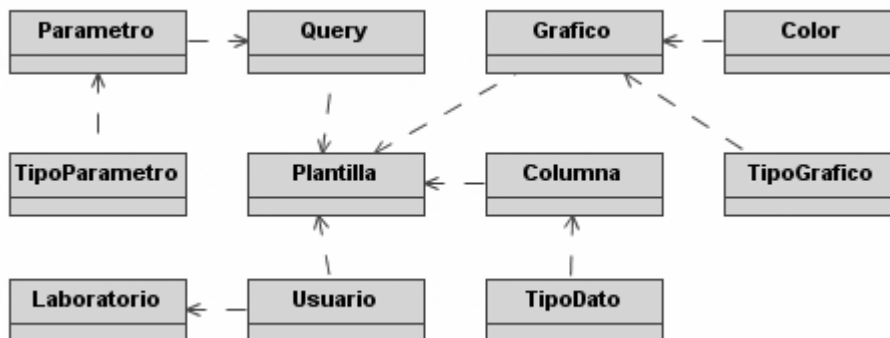 Parametro Query Grafico Color
TipoParametro Plantilla Columna TipoGrafico
Laboratorio Usuario TipoDato